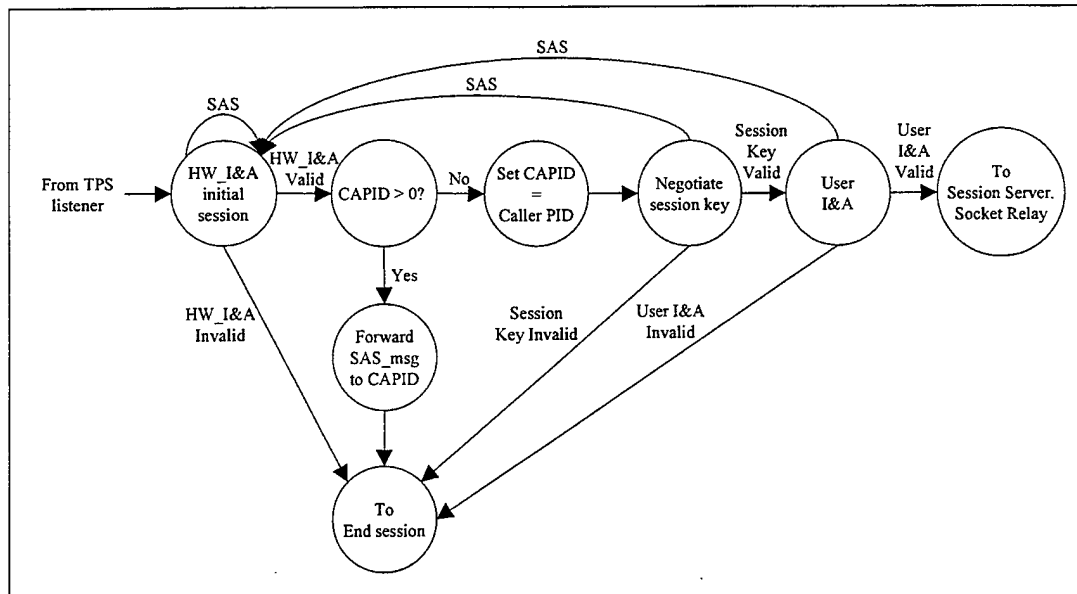 SAS
SAS
SAS
From TPS
listener
HW_I&A
initial
session
HW_I&A
Valid
CAPID > 0?
No
Set CAPID
=
Caller PID
Negotiate
session key
Session
Key
Valid
User
I&A
User
I&A
Valid
To
Session Server.
Socket Relay
Yes
HW_I&A
Invalid
Forward
SAS_msg
to CAPID
Session
Key Invalid
User I&A
Invalid
To
End session